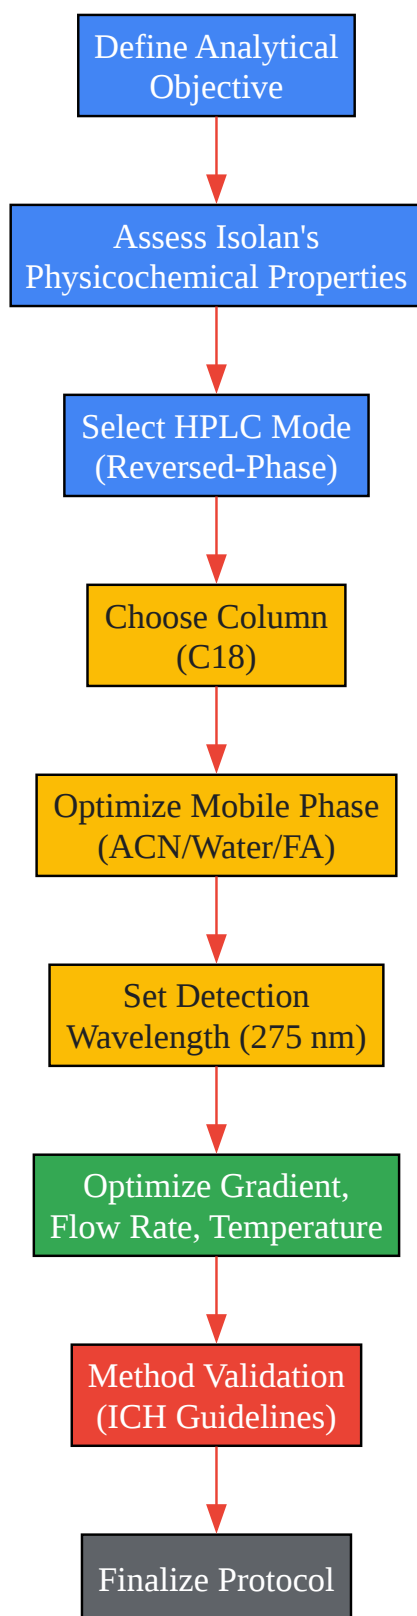 Define Analytical
Objective
Assess Isolan's
Physicochemical Properties
Select HPLC Mode
(Reversed-Phase)
Choose Column
(C18)
Optimize Mobile Phase
(ACN/Water/FA)
Set Detection
Wavelength (275 nm)
Optimize Gradient,
Flow Rate, Temperature
Method Validation
(ICH Guidelines)
Finalize Protocol